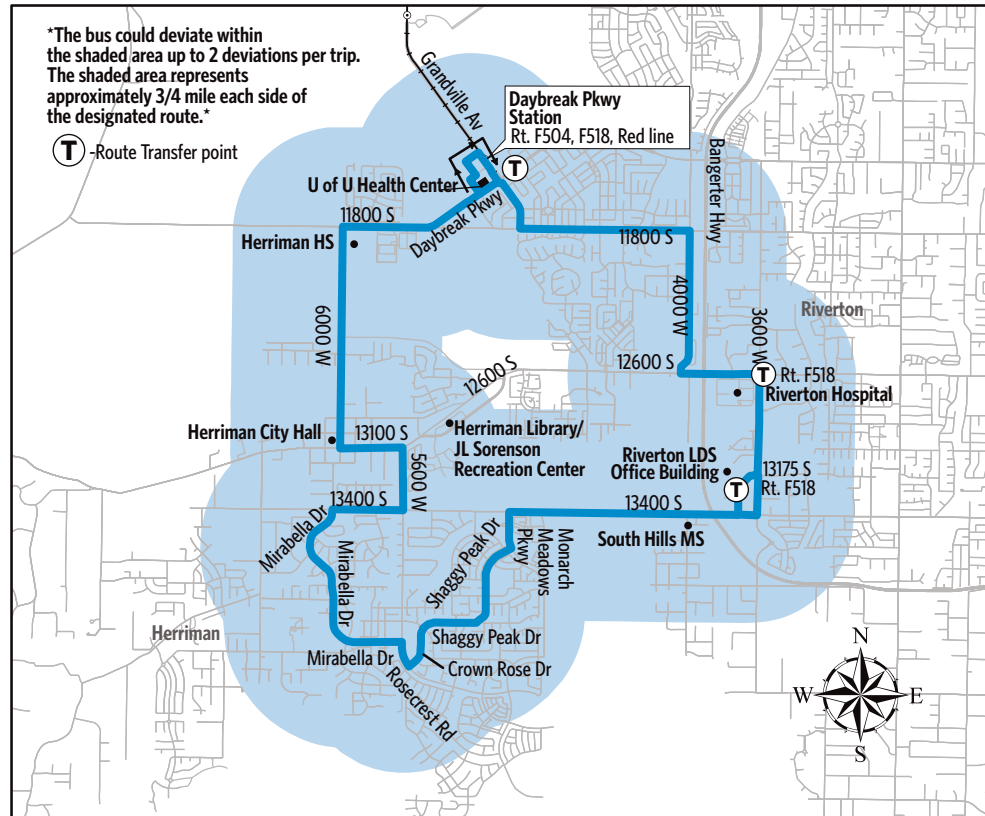 *The bus could deviate within
the shaded area up to 2 deviations per trip.
The shaded area represents
approximately 3/4 mile each side of
the designated route.*
T -Route Transfer point
Grandville Av
Daybreak Pkwy
Station
Rt. F504, F518, Red line
T
Bangerter Hwy
U of U Health Center
Daybreak Pkwy
11800 S
11800 S
Herriman HS
4000 W
6000 W
3600 W
Riverton
12600 S
12600 S
T Rt. F518
Riverton Hospital
Herriman City Hall
13100 S
Herriman Library/
JL Sorenson
Recreation Center
5600 W
Riverton LDS
Office Building
13175 S
Rt. F518
T
13400 S
13400 S
South Hills MS
Mirabella Dr
Mirabella Dr
Shaggy Peak Dr
Monarch
Meadows
Pkwy
Herriman
Mirabella Dr
Shaggy Peak Dr
Crown Rose Dr
Rosecrest Rd
N
W
E
S